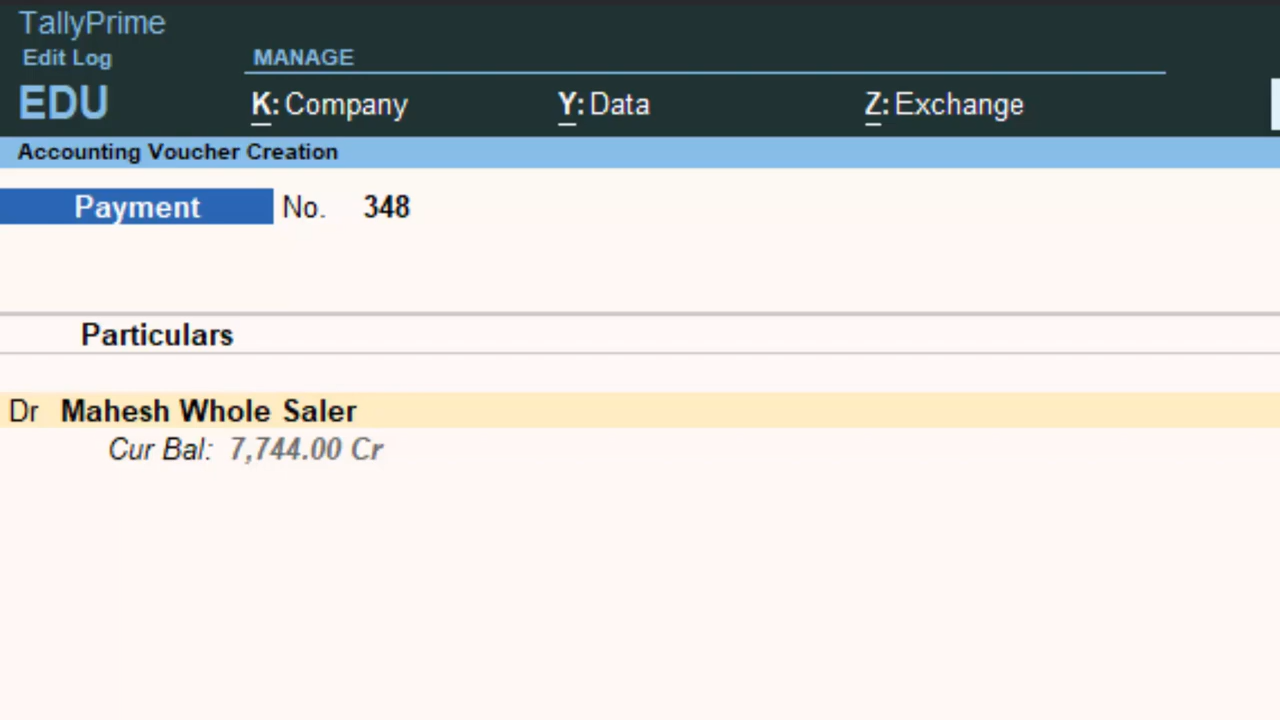 TallyPrime
Edit Log
MANAGE
EDU
K: Company
Y: Data
Z: Exchange
Accounting Voucher Creation
Payment No. 348
Particulars
Dr Mahesh Whole Saler
Cur Bal: 7,744.00 Cr